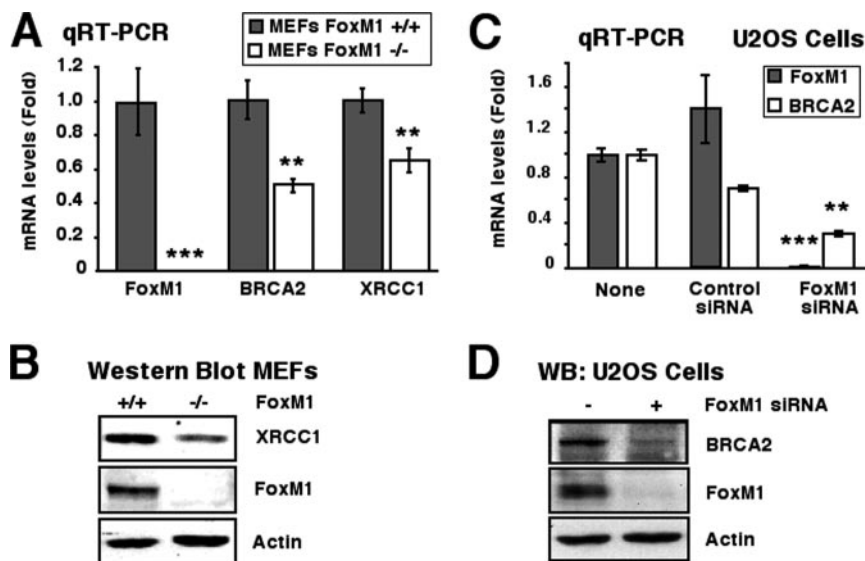 A
qRT-PCR
MEFs FoxM1 +/+
MEFs FoxM1 -/-
mRNA levels (Fold)
1.2
1.0
0.8
0.6
0.4
0.2
0
***
**
**
FoxM1
BRCA2
XRCC1
C
qRT-PCR
U2OS Cells
FoxM1
BRCA2
mRNA levels (Fold)
1.6
1.2
0.8
0.4
0
***
**
None
Control siRNA
FoxM1 siRNA
B
Western Blot MEFs
+/+ -/- FoxM1
XRCC1
FoxM1
Actin
D
WB: U2OS Cells
- + FoxM1 siRNA
BRCA2
FoxM1
Actin